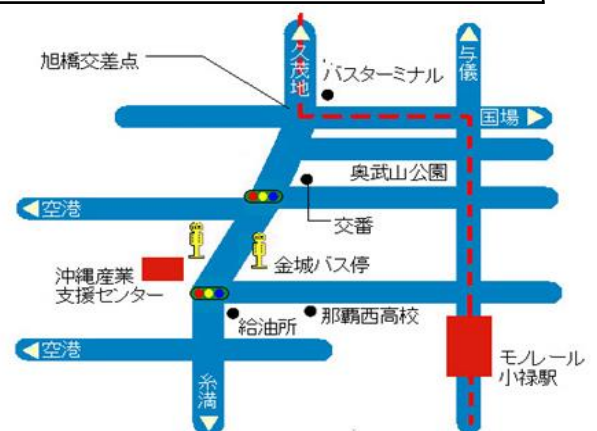 久茂地
与儀
旭橋交差点
バスターミナル
国場
奥武山公園
空港
交番
金城バス停
沖縄産業
支援センター
給油所
那覇西高校
空港
モノレール
小禄駅
糸満